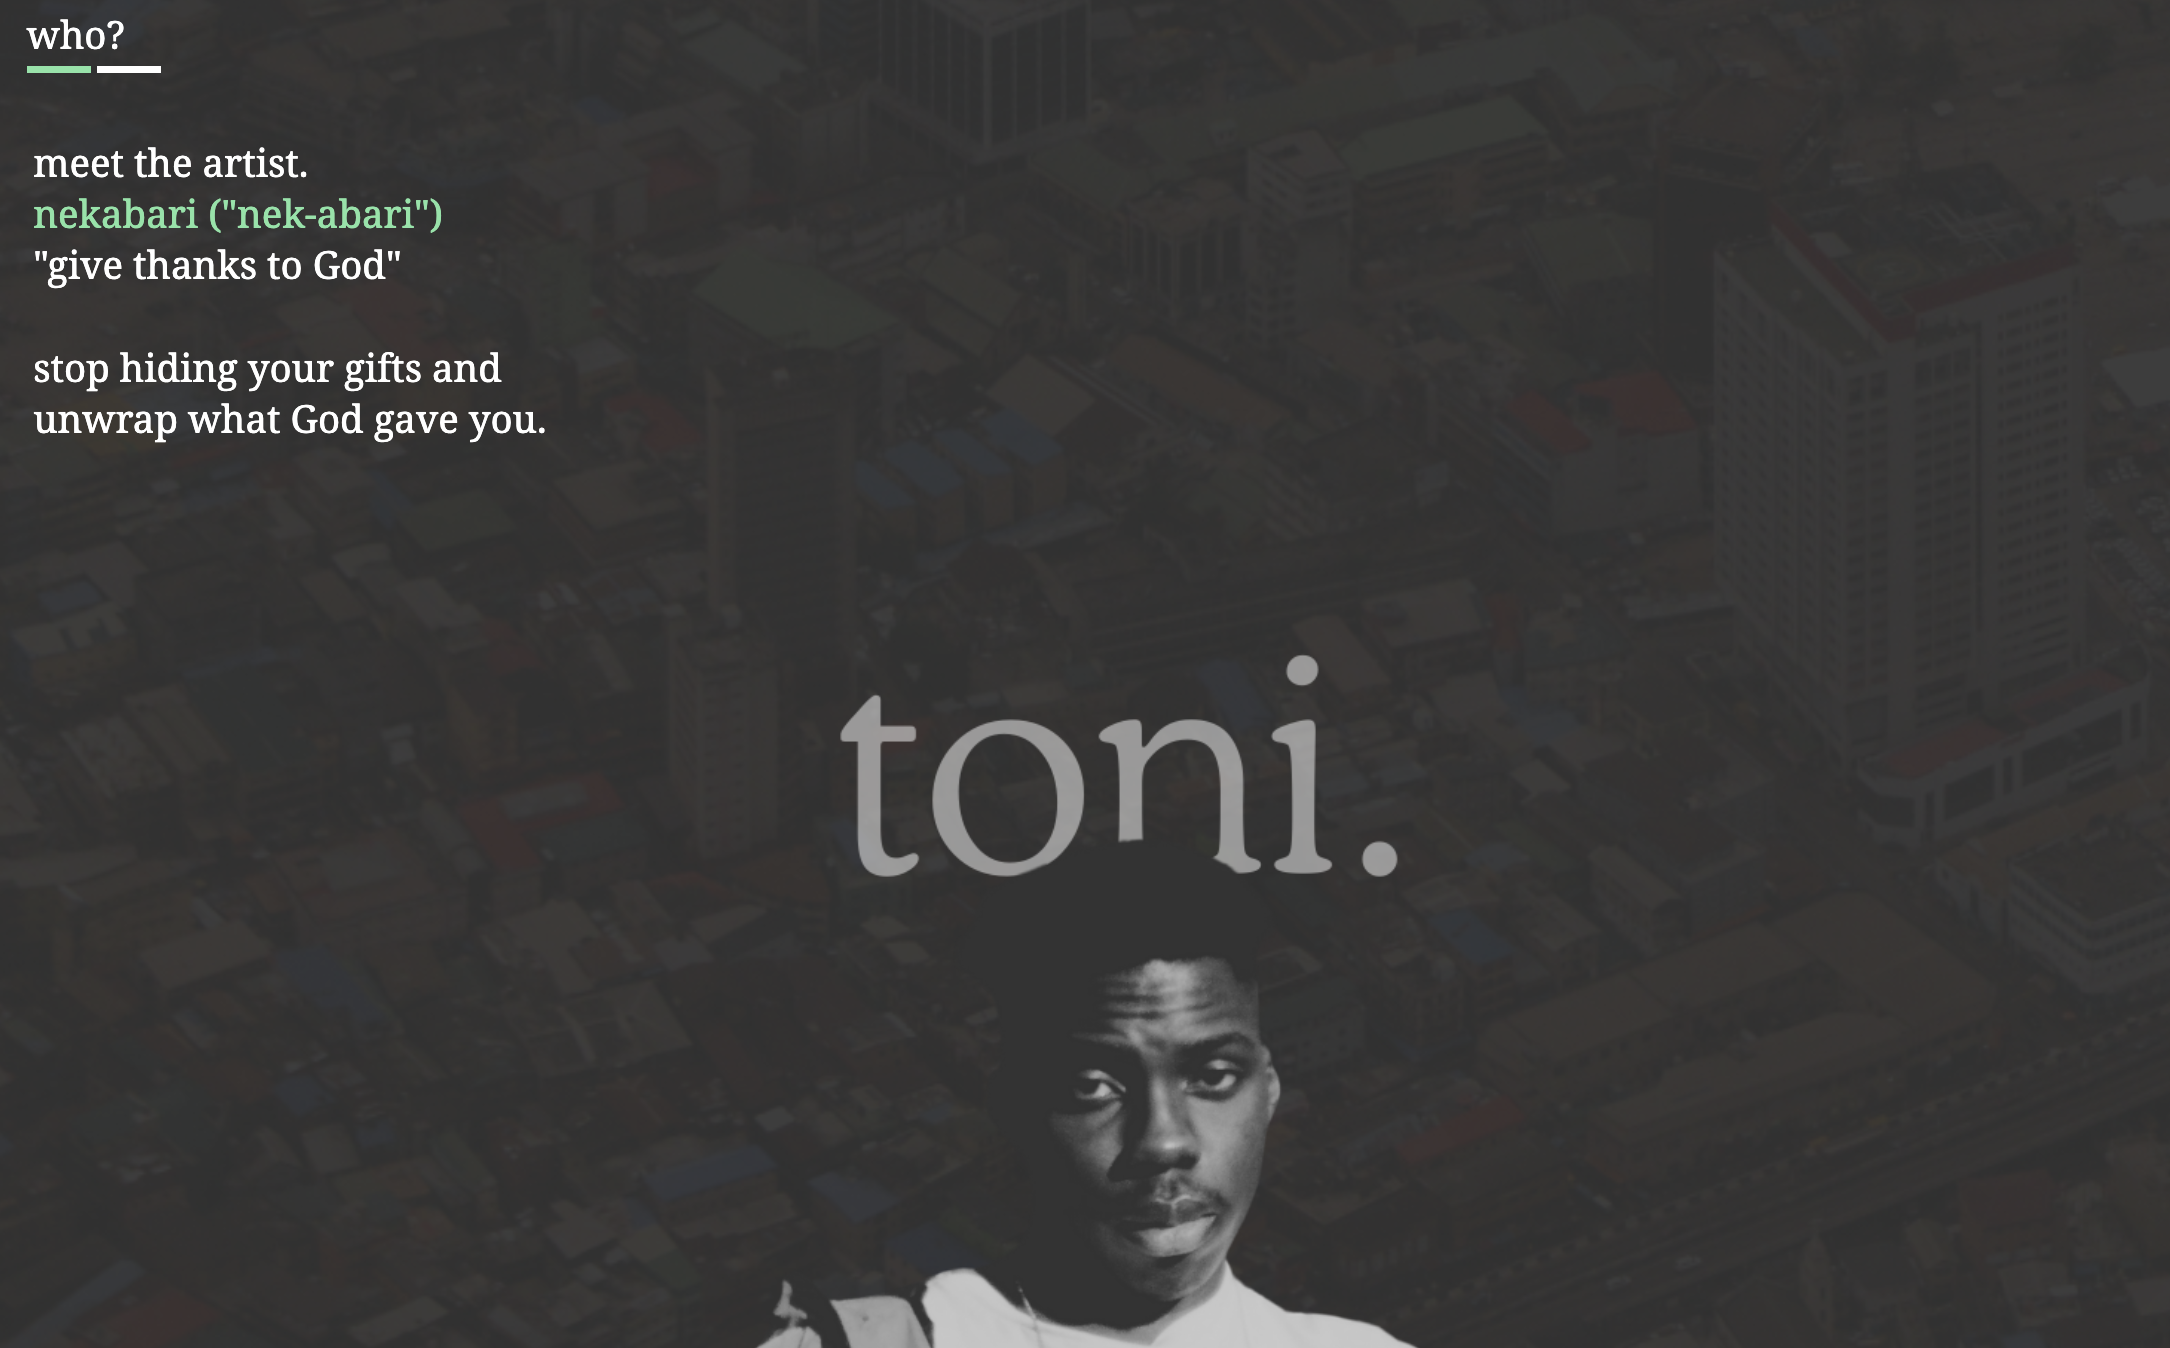 who?
meet the artist.
nekabari ("nek-abari")
"give thanks to God"
stop hiding your gifts and
unwrap what God gave you.
toni.